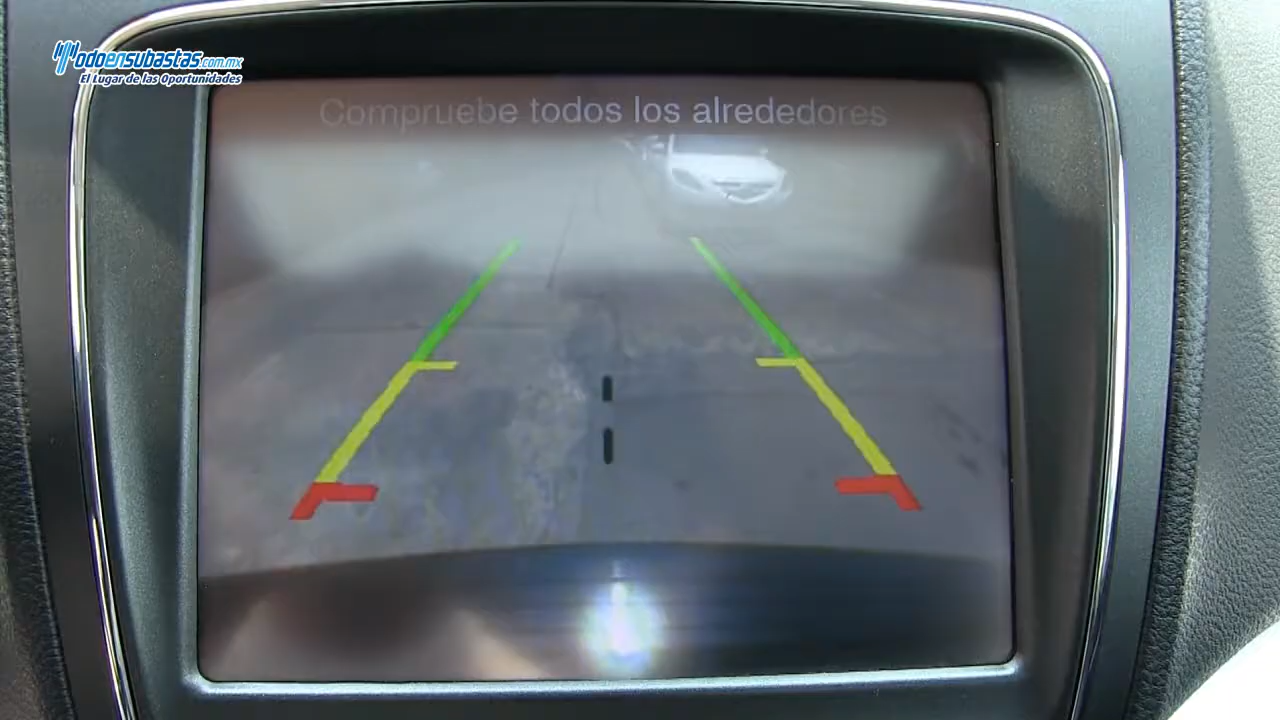 Todoensubastas.com.mx
El Lugar de las Oportunidades
Compruebe todos los alrededores